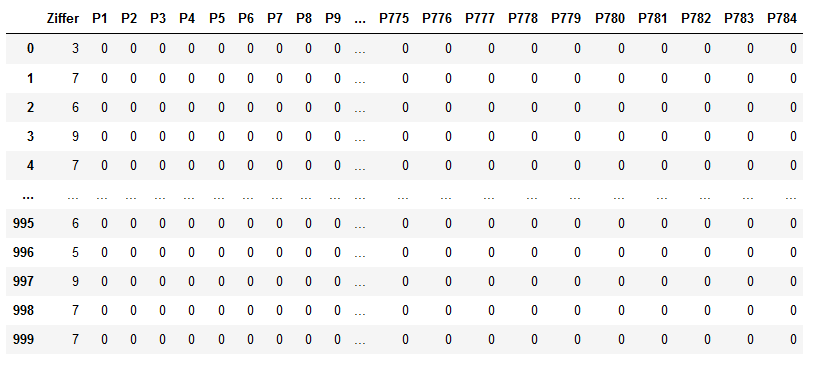 Ziffer P1 P2 P3 P4 P5 P6 P7 P8 P9 ... P775 P776 P777 P778 P779 P780 P781 P782 P783 P784
0 3 0 0 0 0 0 0 0 0 0 ... 0 0 0 0 0 0 0 0 0 0
1 7 0 0 0 0 0 0 0 0 0 ... 0 0 0 0 0 0 0 0 0 0
2 6 0 0 0 0 0 0 0 0 0 ... 0 0 0 0 0 0 0 0 0 0
3 9 0 0 0 0 0 0 0 0 0 ... 0 0 0 0 0 0 0 0 0 0
4 7 0 0 0 0 0 0 0 0 0 ... 0 0 0 0 0 0 0 0 0 0
... ... ... ... ... ... ... ... ... ... ... ... ... ... ... ... ... ... ... ... ... ...
995 6 0 0 0 0 0 0 0 0 0 ... 0 0 0 0 0 0 0 0 0 0
996 5 0 0 0 0 0 0 0 0 0 ... 0 0 0 0 0 0 0 0 0 0
997 9 0 0 0 0 0 0 0 0 0 ... 0 0 0 0 0 0 0 0 0 0
998 7 0 0 0 0 0 0 0 0 0 ... 0 0 0 0 0 0 0 0 0 0
999 7 0 0 0 0 0 0 0 0 0 ... 0 0 0 0 0 0 0 0 0 0